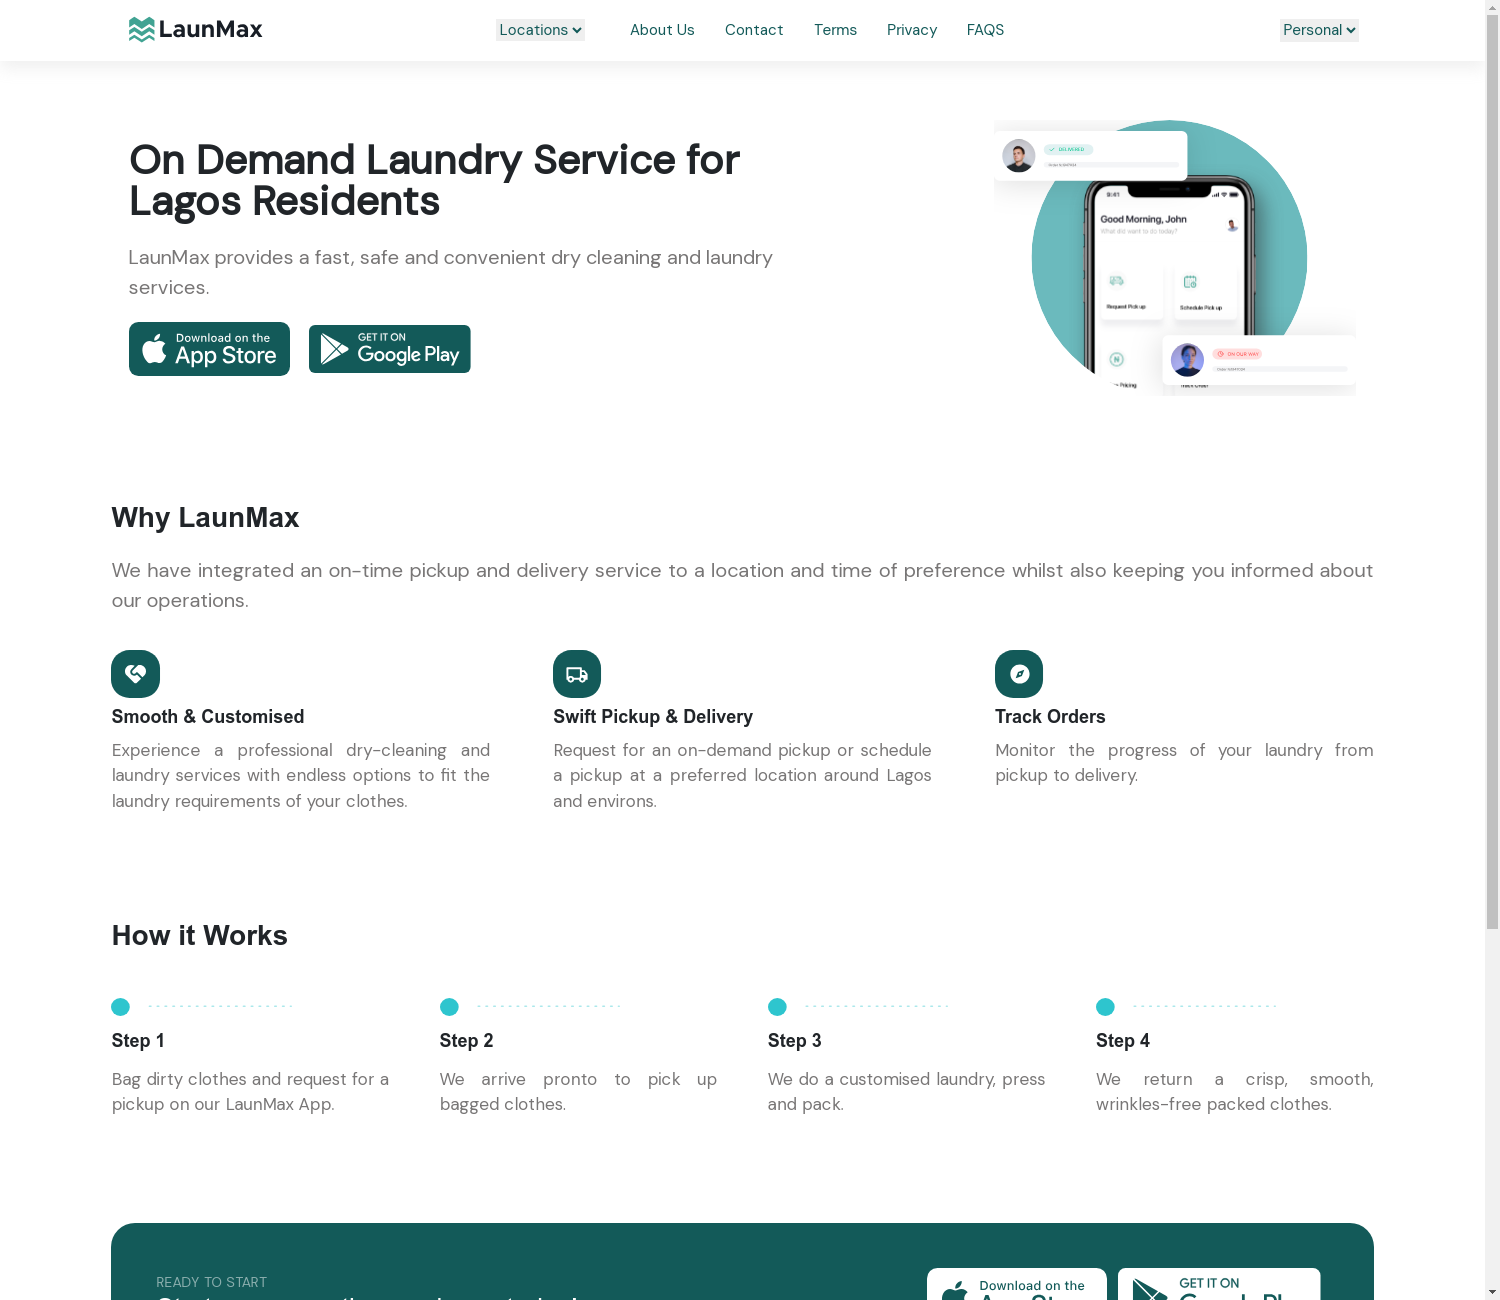 LaunMax
Locations
About Us
Contact
Terms
Privacy
FAQS
Personal
On Demand Laundry Service for
Lagos Residents
LaunMax provides a fast, safe and convenient dry cleaning and laundry
services.
Download on the
App Store
GET IT ON
Google Play
DELIVERED
9:41
Good Morning, John
What did want to do today?
Request Pick up
Schedule Pick up
ON OUR WAY
Pricing
Track Order
Why LaunMax
We have integrated an on-time pickup and delivery service to a location and time of preference whilst also keeping you informed about
our operations.
Smooth & Customised
Experience a professional dry-cleaning and
laundry services with endless options to fit the
laundry requirements of your clothes.
Swift Pickup & Delivery
Request for an on-demand pickup or schedule
a pickup at a preferred location around Lagos
and environs.
Track Orders
Monitor the progress of your laundry from
pickup to delivery.
How it Works
Step 1
Bag dirty clothes and request for a
pickup on our LaunMax App.
Step 2
We arrive pronto to pick up
bagged clothes.
Step 3
We do a customised laundry, press
and pack.
Step 4
We return a crisp, smooth,
wrinkles-free packed clothes.
READY TO START
Download on the
GET IT ON